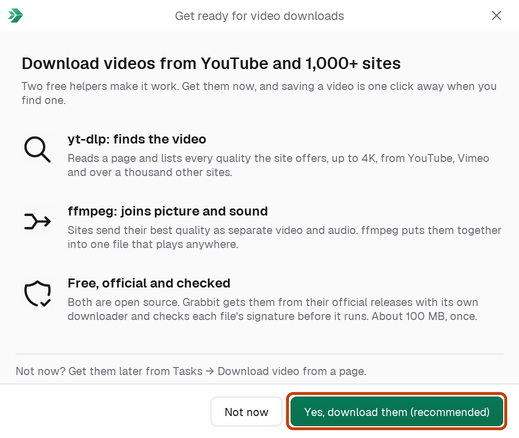 Get ready for video downloads
Download videos from YouTube and 1,000+ sites
Two free helpers make it work. Get them now, and saving a video is one click away when you
find one.
yt-dlp: finds the video
Reads a page and lists every quality the site offers, up to 4K, from YouTube, Vimeo
and over a thousand other sites.
ffmpeg: joins picture and sound
Sites send their best quality as separate video and audio. ffmpeg puts them together
into one file that plays anywhere.
Free, official and checked
Both are open source. Grabbit gets them from their official releases with its own
downloader and checks each file's signature before it runs. About 100 MB, once.
Not now? Get them later from Tasks → Download video from a page.
Not now
Yes, download them (recommended)